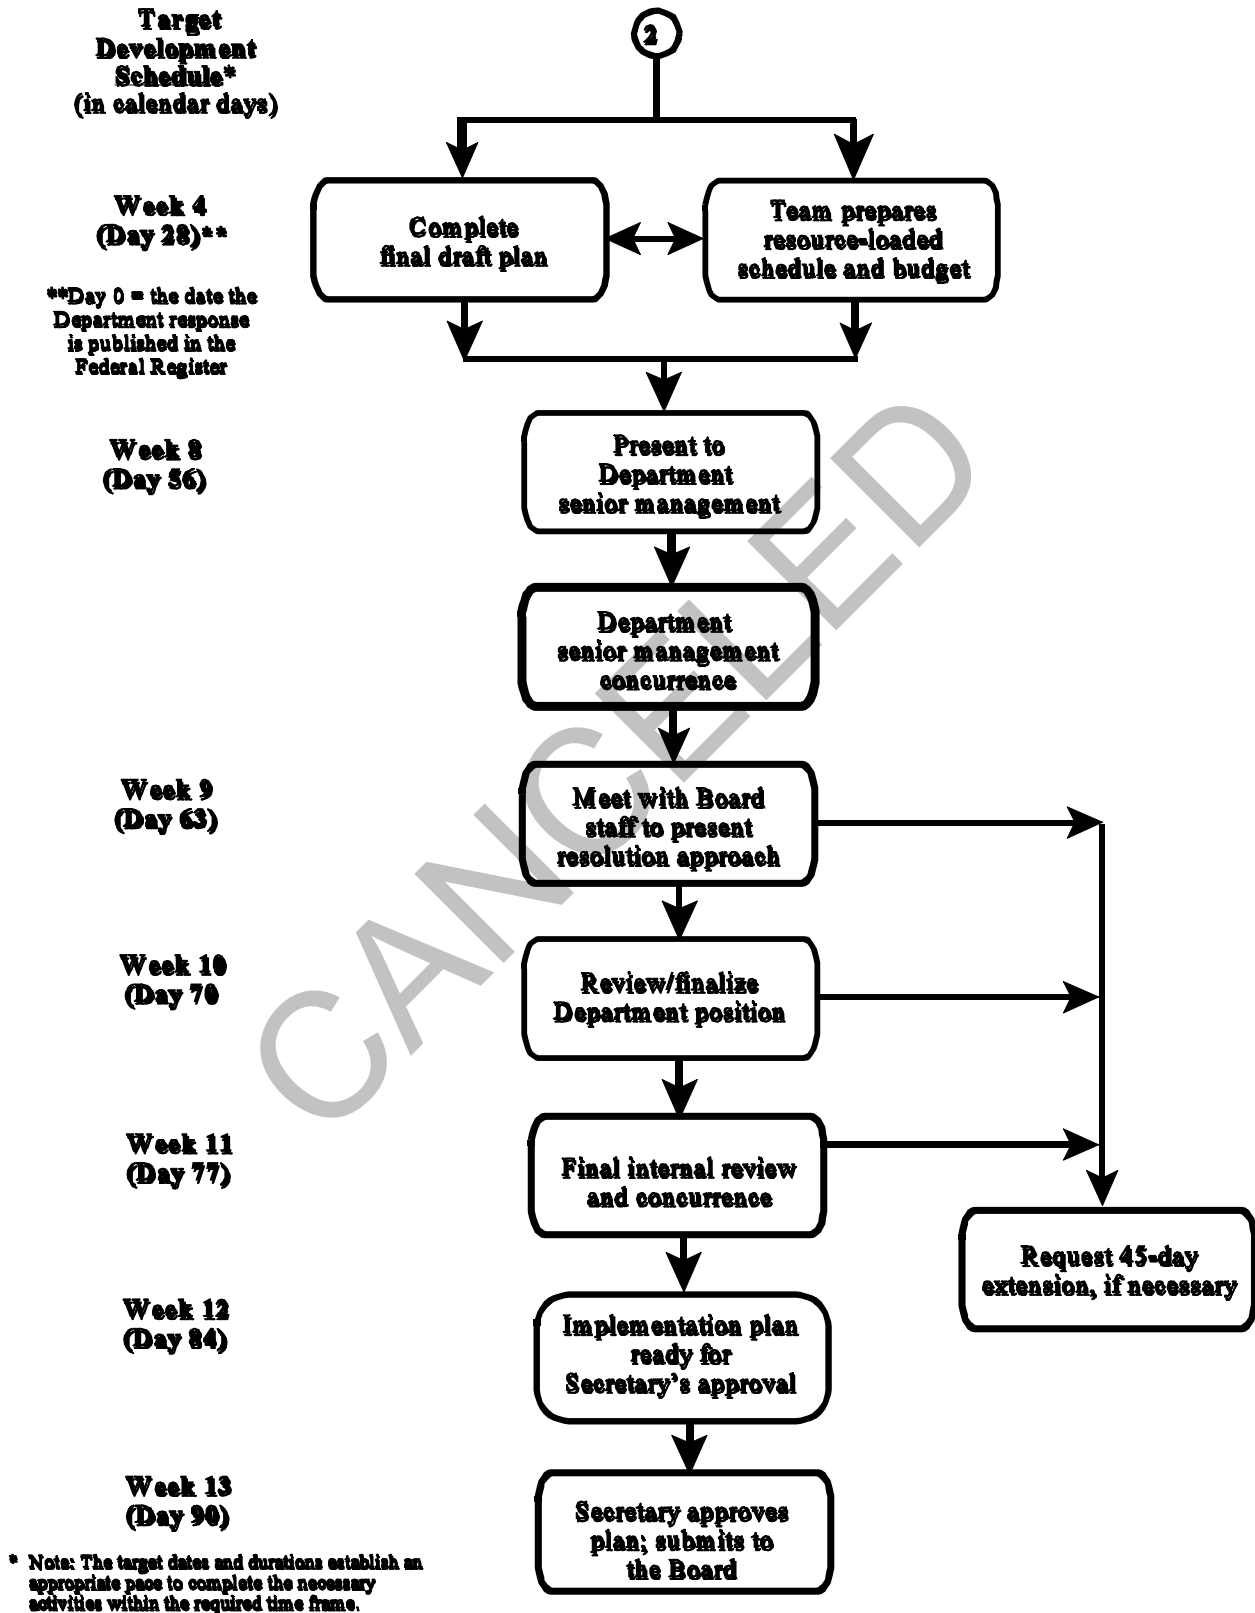 Target
Development
Schedule*
(in calendar days)
2
Week 4
(Day 28)**
Complete
final draft plan
Team prepares
resource-loaded
schedule and budget
**Day 0 = the date the
Department response
is published in the
Federal Register
Week 8
(Day 56)
Present to
Department
senior management
Department
senior management
concurrence
Week 9
(Day 63)
Meet with Board
staff to present
resolution approach
Week 10
(Day 70
Review/finalize
Department position
Week 11
(Day 77)
Final internal review
and concurrence
Request 45-day
extension, if necessary
Week 12
(Day 84)
Implementation plan
ready for
Secretary's approval
Week 13
(Day 90)
Secretary approves
plan; submits to
the Board
* Note: The target dates and durations establish an
appropriate pace to complete the necessary
activities within the required time frame.
CANCELED